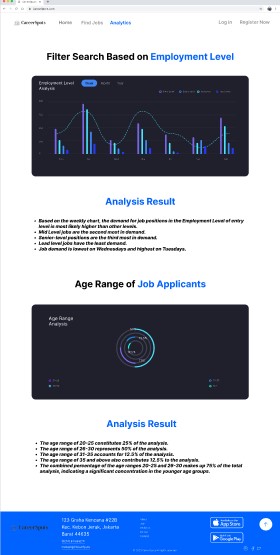 CareerSpots
Home
Find Jobs
Analytics
Log in
Register Now
Filter Search Based on Employment Level
Employment Level
Analysis
Analysis Result
Based on the weekly chart, the demand for job positions in the Employment Level of entry
level is most likely higher than other levels.
Mid Level jobs are the second most in demand.
Senior-level positions are the third most in demand.
Lead level jobs have the least demand.
Job demand is lowest on Wednesdays and highest on Tuesdays.
Age Range of Job Applicants
Age Range
Analysis
Analysis Result
The age range of 20-25 constitutes 25% of the analysis.
The age range of 26-30 represents 50% of the analysis.
The age range of 31-35 accounts for 12.5% of the analysis.
The age range of 35 and above also contributes 12.5% to the analysis.
The combined percentage of the age ranges 20-25 and 26-30 makes up 75% of the total
analysis, indicating a significant concentration in the younger age groups.
CareerSpots
123 Graha Kencana #22B
Kec. Kebon Jeruk, Jakarta
Barat 44635
App Store
Google Play